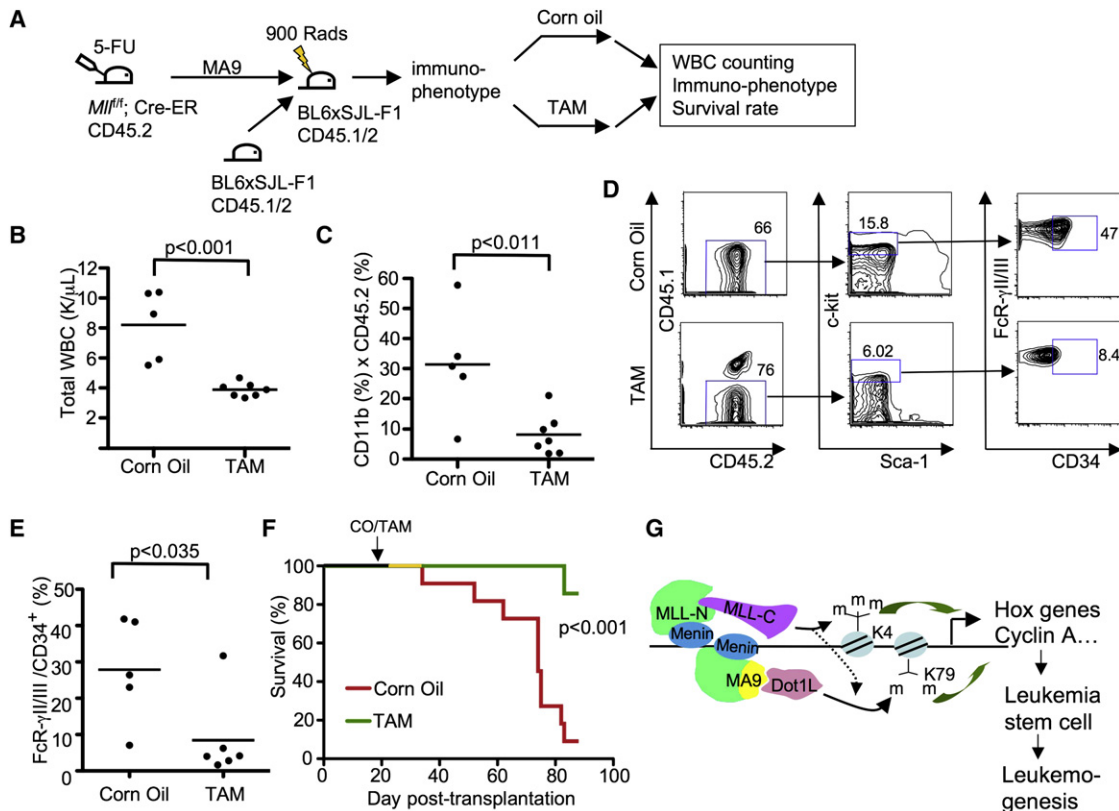 A
5-FU
Mll^f/f; Cre-ER
CD45.2
MA9
900 Rads
BL6xSJL-F1
CD45.1/2
BL6xSJL-F1
CD45.1/2
immuno-
phenotype
Corn oil
TAM
WBC counting
Immuno-phenotype
Survival rate
B
p<0.001
Total WBC (K/μL)
12
10
8
6
4
2
Corn Oil
TAM
C
p<0.011
CD11b (%) x CD45.2 (%)
60
50
40
30
20
10
0
Corn Oil
TAM
D
Corn Oil
TAM
CD45.1
66
76
CD45.2
c-kit
15.8
6.02
Sca-1
FcR-γII/III
47
8.4
CD34
E
p<0.035
FcR-γII/III /CD34⁺ (%)
50
40
30
20
10
0
Corn Oil
TAM
F
CO/TAM
Survival (%)
100
80
60
40
20
0
p<0.001
Corn Oil
TAM
0
20
40
60
80
100
Day post-transplantation
G
MLL-N
MLL-C
Menin
Menin
MA9
Dot1L
m
m
m
K4
K79
m
m
Hox genes
Cyclin A...
Leukemia
stem cell
Leukemo-
genesis